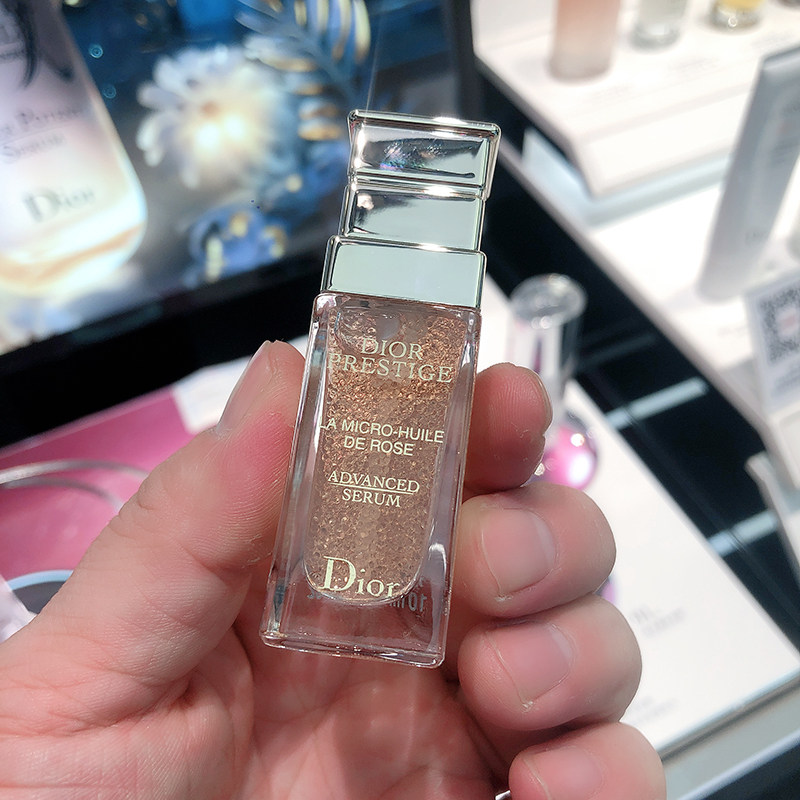 DIOR
PRESTIGE
LA MICRO-HUILE
DE ROSE
ADVANCED
SERUM
Dior
Dior